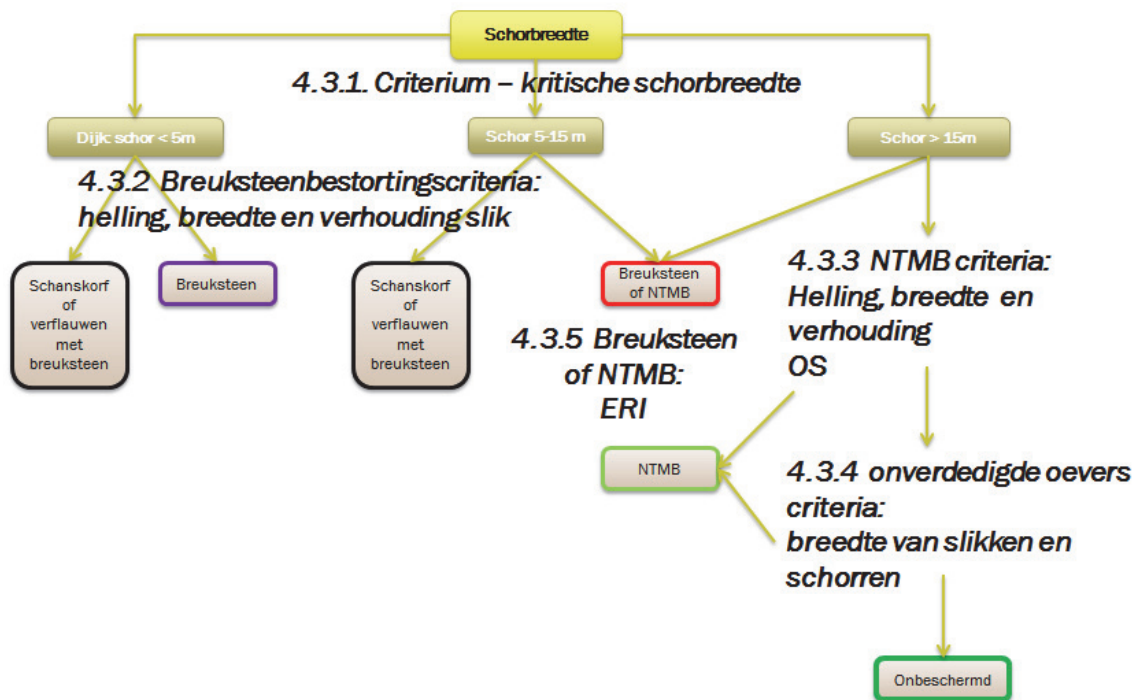 Schorbreedte
4.3.1. Criterium – kritische schorbreedte
Dijk: schor < 5m
Schor 5-15 m
Schor > 15m
4.3.2 Breuksteenbestortingscriteria:
helling, breedte en verhouding slik
Schanskorf
of
verflauwen
met
breuksteen
Breuksteen
Schanskorf
of
verflauwen
met
breuksteen
Breuksteen
of NTMB
4.3.3 NTMB criteria:
Helling, breedte en
verhouding
OS
4.3.5 Breuksteen
of NTMB:
ERI
NTMB
4.3.4 onverdedigde oevers
criteria:
breedte van slikken en
schorren
Onbeschermd